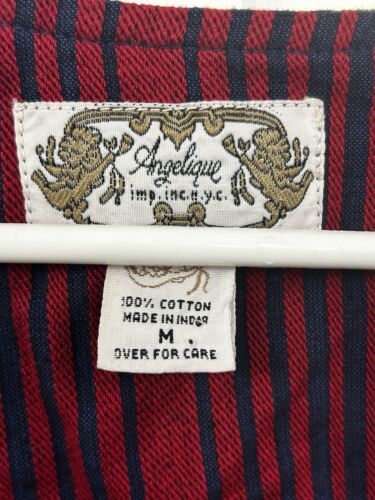 Angelique
imp. inc. n.y.c.
100% COTTON
MADE IN INDIA
M
OVER FOR CARE